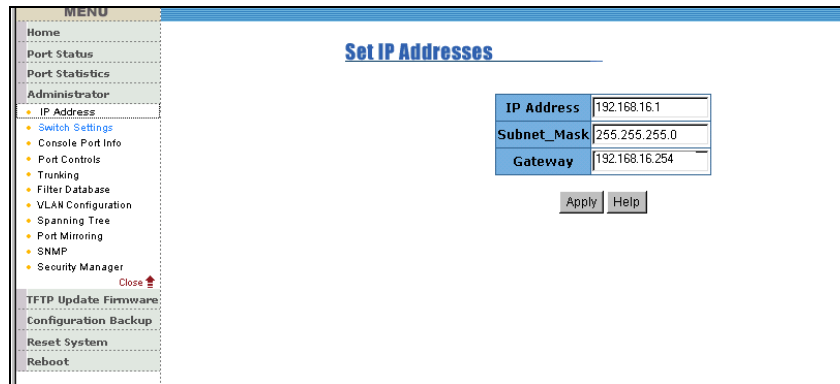 MENU
Home
Port Status
Port Statistics
Administrator
IP Address
Switch Settings
Console Port Info
Port Controls
Trunking
Filter Database
VLAN Configuration
Spanning Tree
Port Mirroring
SNMP
Security Manager
Close
TFTP Update Firmware
Configuration Backup
Reset System
Reboot
Set IP Addresses
IP Address 192.168.16.1
Subnet_Mask 255.255.255.0
Gateway 192.168.16.254
Apply Help